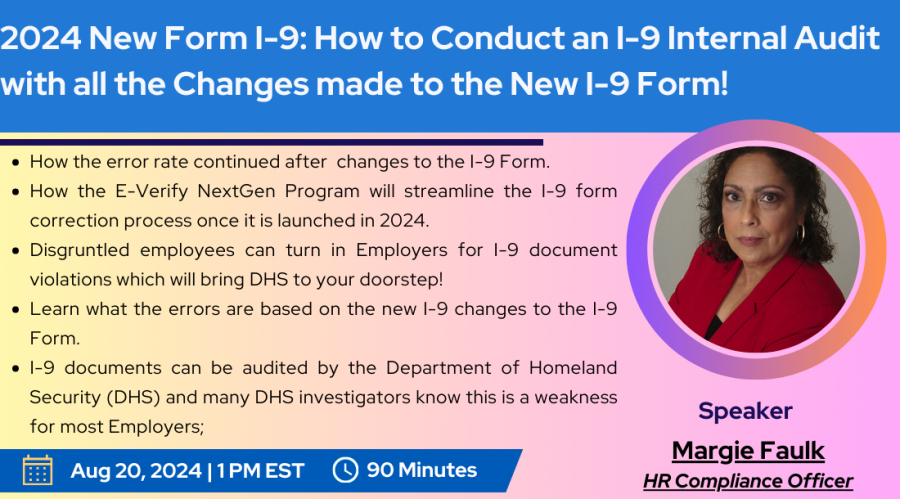 2024 New Form I-9: How to Conduct an I-9 Internal Audit
with all the Changes made to the New I-9 Form!
• How the error rate continued after changes to the I-9 Form.
• How the E-Verify NextGen Program will streamline the I-9 form
correction process once it is launched in 2024.
• Disgruntled employees can turn in Employers for I-9 document
violations which will bring DHS to your doorstep!
• Learn what the errors are based on the new I-9 changes to the I-9
Form.
• I-9 documents can be audited by the Department of Homeland
Security (DHS) and many DHS investigators know this is a weakness
for most Employers;
Aug 20, 2024 | 1 PM EST 90 Minutes
Speaker
Margie Faulk
HR Compliance Officer